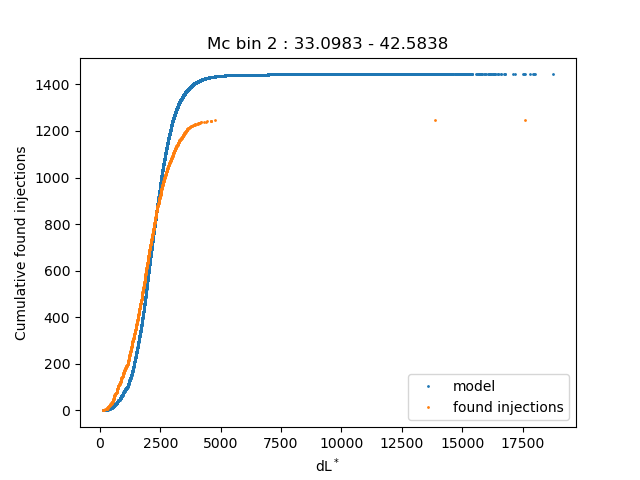 Mc bin 2 : 33.0983 - 42.5838
Cumulative found injections
1400
1200
1000
800
600
400
200
0
0 2500 5000 7500 10000 12500 15000 17500
dL*
model
found injections